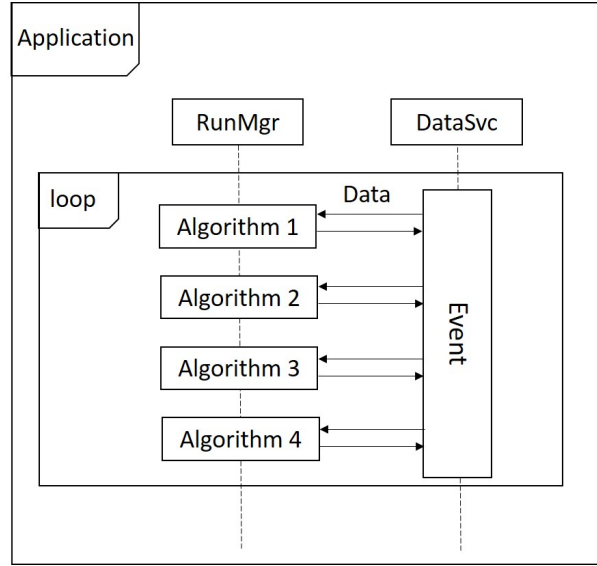 Application
RunMgr
DataSvc
loop
Data
Algorithm 1
Algorithm 2
Event
Algorithm 3
Algorithm 4